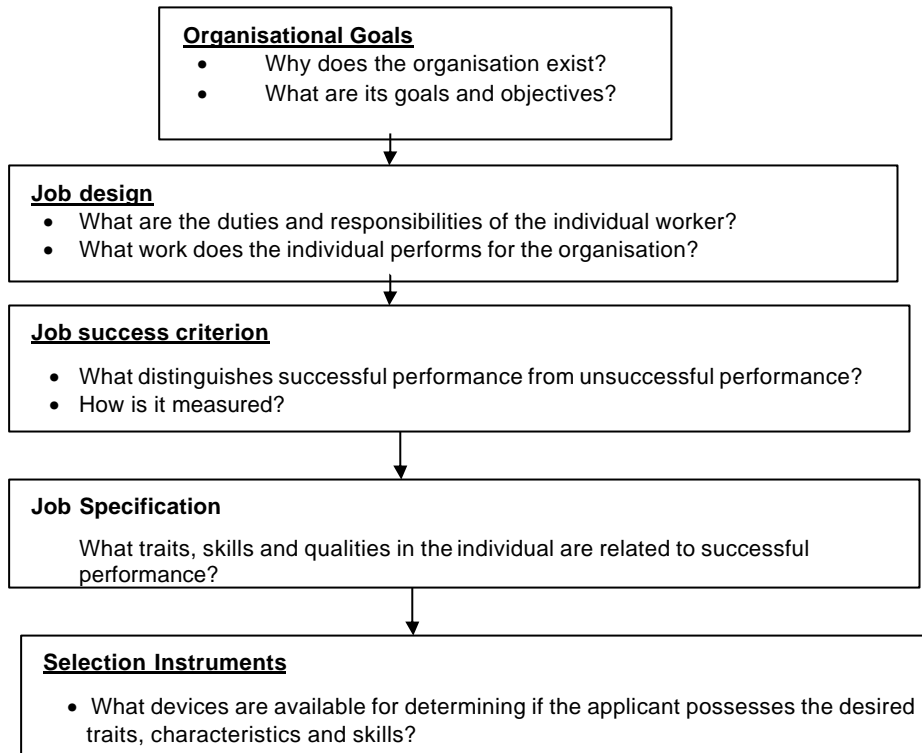 Organisational Goals
• Why does the organisation exist?
• What are its goals and objectives?
Job design
• What are the duties and responsibilities of the individual worker?
• What work does the individual performs for the organisation?
Job success criterion
• What distinguishes successful performance from unsuccessful performance?
• How is it measured?
Job Specification
What traits, skills and qualities in the individual are related to successful
performance?
Selection Instruments
• What devices are available for determining if the applicant possesses the desired
traits, characteristics and skills?